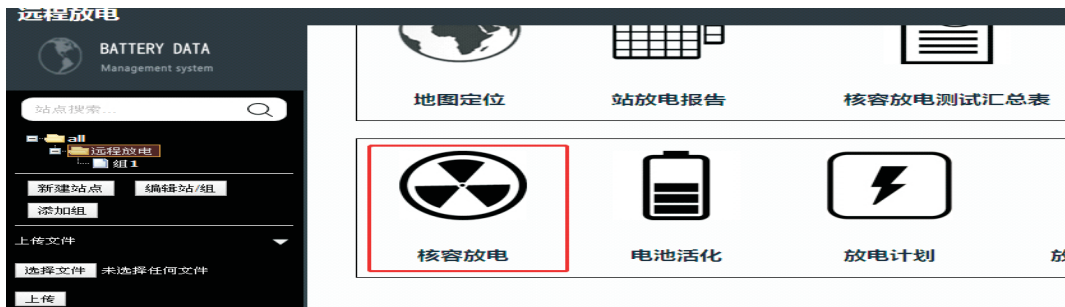 远程放电
BATTERY DATA
Management system
站点搜索...
all
远程放电
组1
新建站点 编辑站/组
添加组
上传文件
选择文件 未选择任何文件
上传
地图定位 站放电报告 核容放电测试汇总表
核容放电 电池活化 放电计划